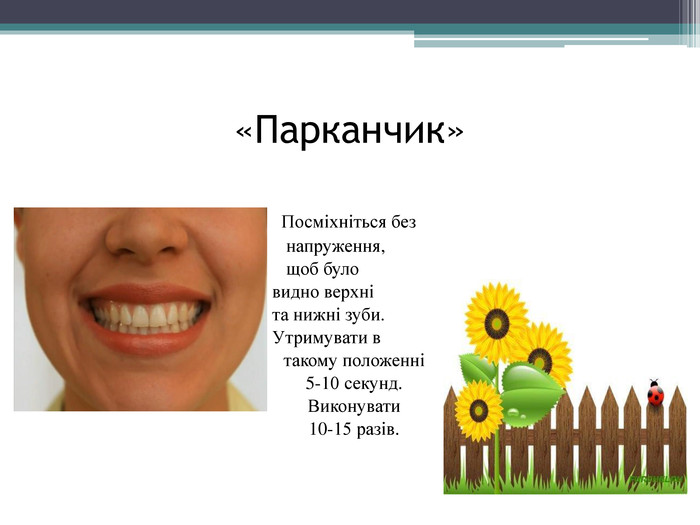 «Парканчик»
Посміхніться без
напруження,
щоб було
видно верхні
та нижні зуби.
Утримувати в
такому положенні
5-10 секунд.
Виконувати
10-15 разів.